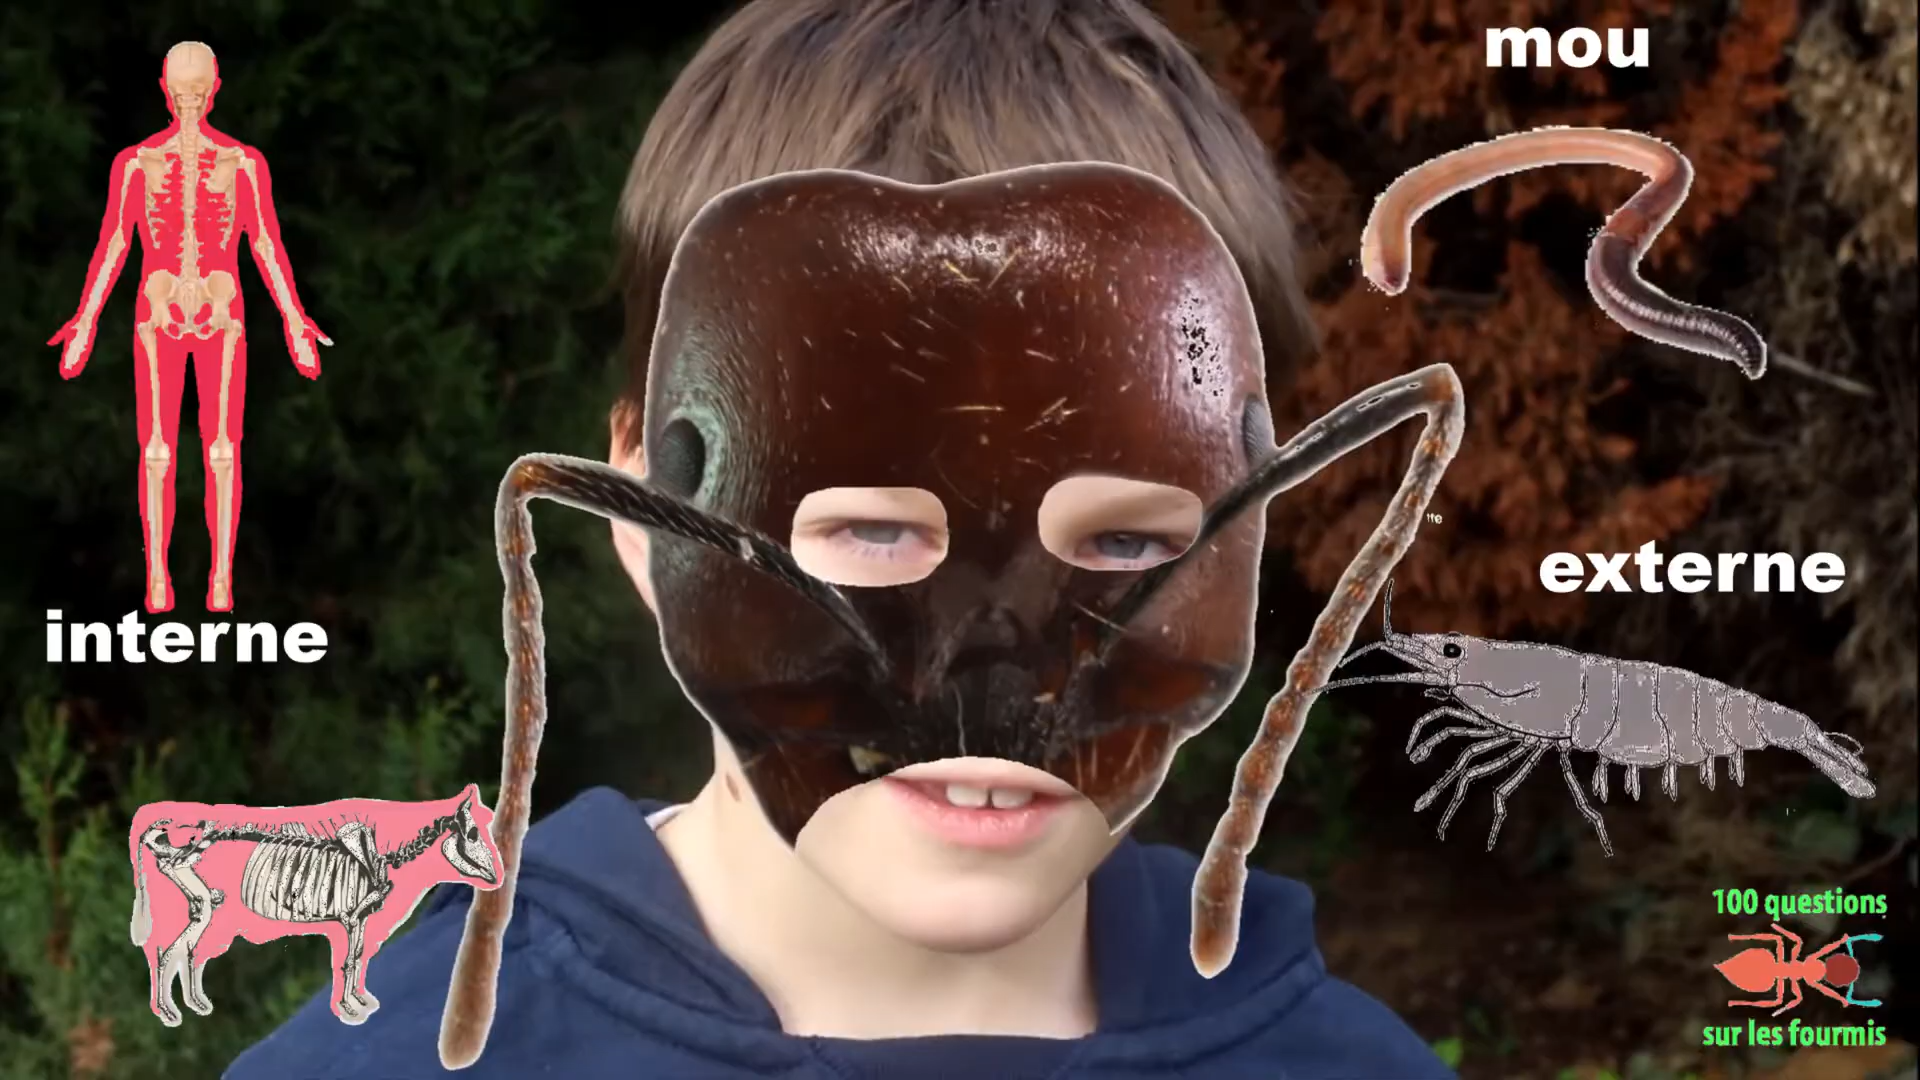 mou
externe
interne
100 questions
sur les fourmis